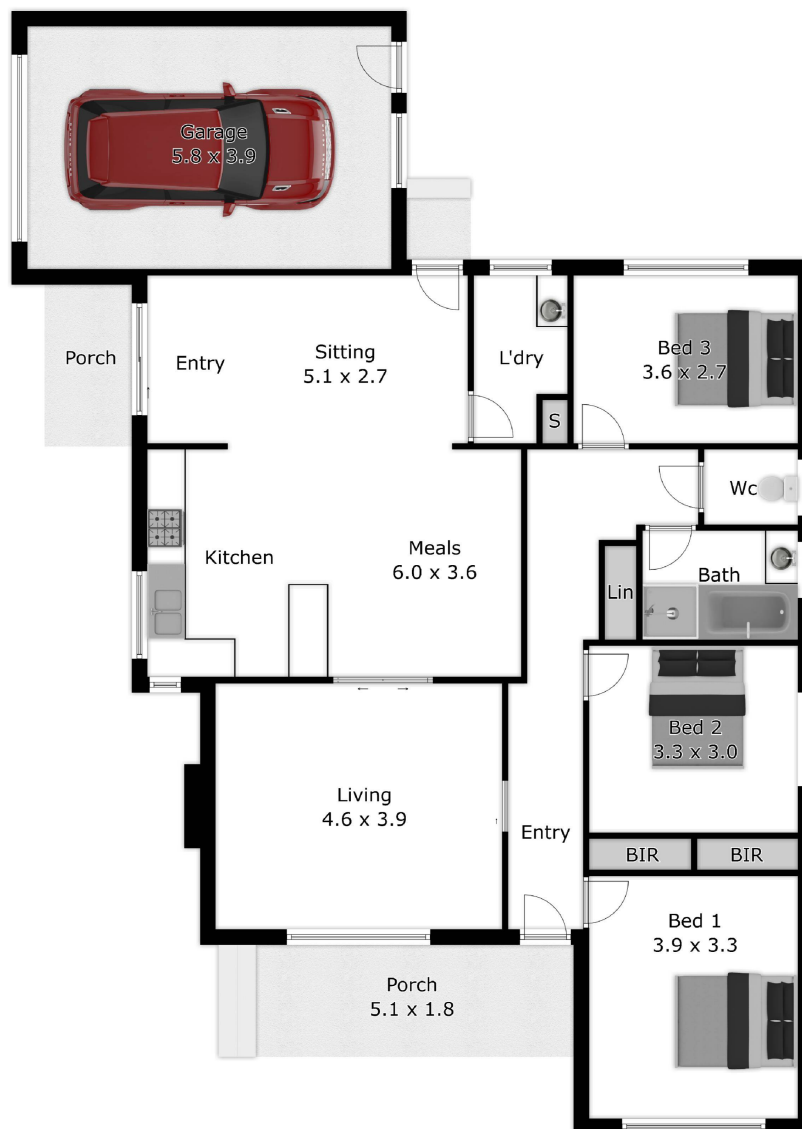 Garage
5.8 x 3.9
Porch
Entry
Sitting
5.1 x 2.7
L'dry
S
Bed 3
3.6 x 2.7
Wc
Kitchen
Meals
6.0 x 3.6
Lin
Bath
Bed 2
3.3 x 3.0
Living
4.6 x 3.9
Entry
BIR
BIR
Bed 1
3.9 x 3.3
Porch
5.1 x 1.8